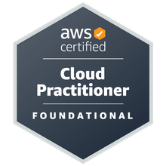 aws
certified
Cloud
Practitioner
FOUNDATIONAL